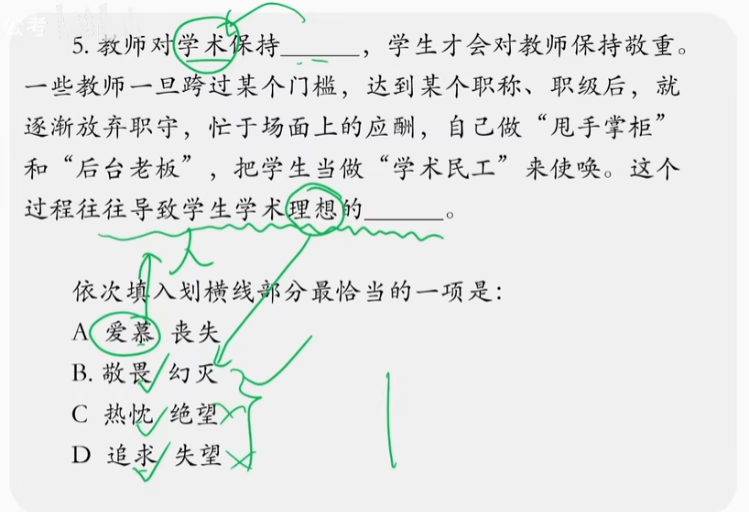 公考
5. 教师对学术保持______，学生才会对教师保持敬重。
一些教师一旦跨过某个门槛，达到某个职称、职级后，就
逐渐放弃职守，忙于场面上的应酬，自己做“甩手掌柜”
和“后台老板”，把学生当做“学术民工”来使唤。这个
过程往往导致学生学术理想的______。
依次填入划横线部分最恰当的一项是：
A 爱慕 丧失
B. 敬畏 幻灭
C 热忱 绝望
D 追求 失望